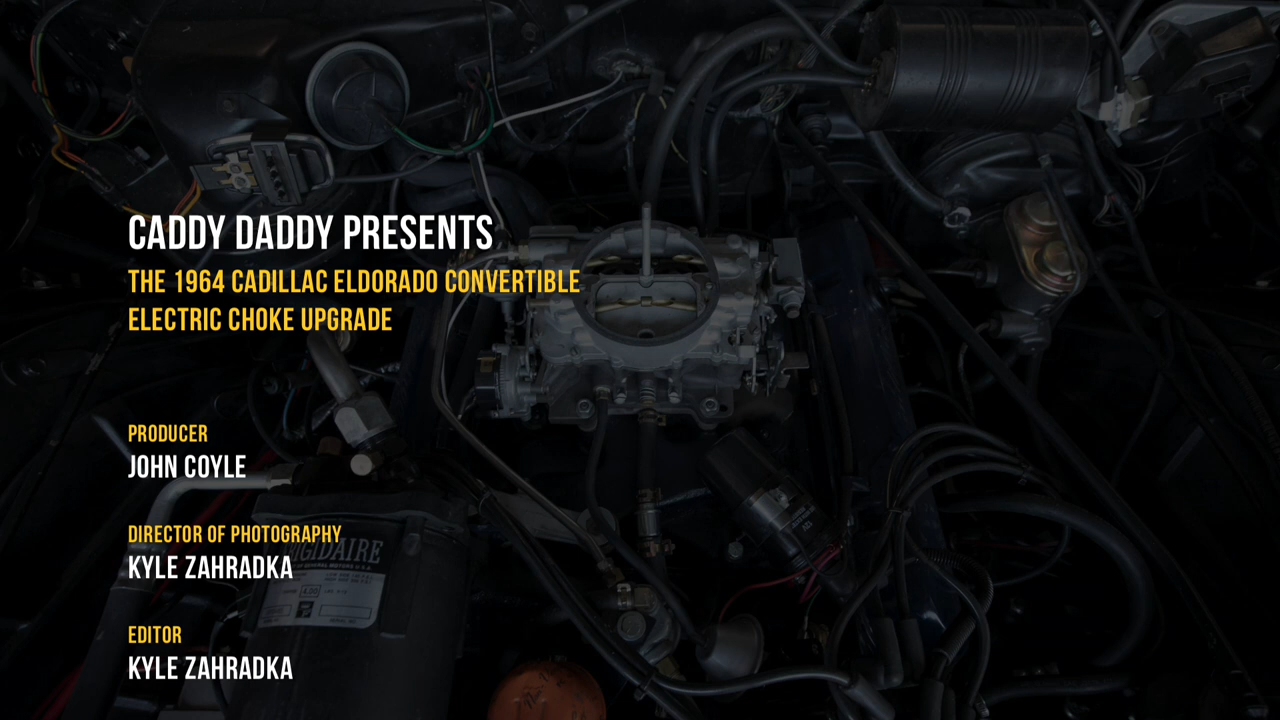 CADDY DADDY PRESENTS
THE 1964 CADILLAC ELDORADO CONVERTIBLE
ELECTRIC CHOKE UPGRADE
PRODUCER
JOHN COYLE
DIRECTOR OF PHOTOGRAPHY
KYLE ZAHRADKA
FRIGIDAIRE
EDITOR
KYLE ZAHRADKA